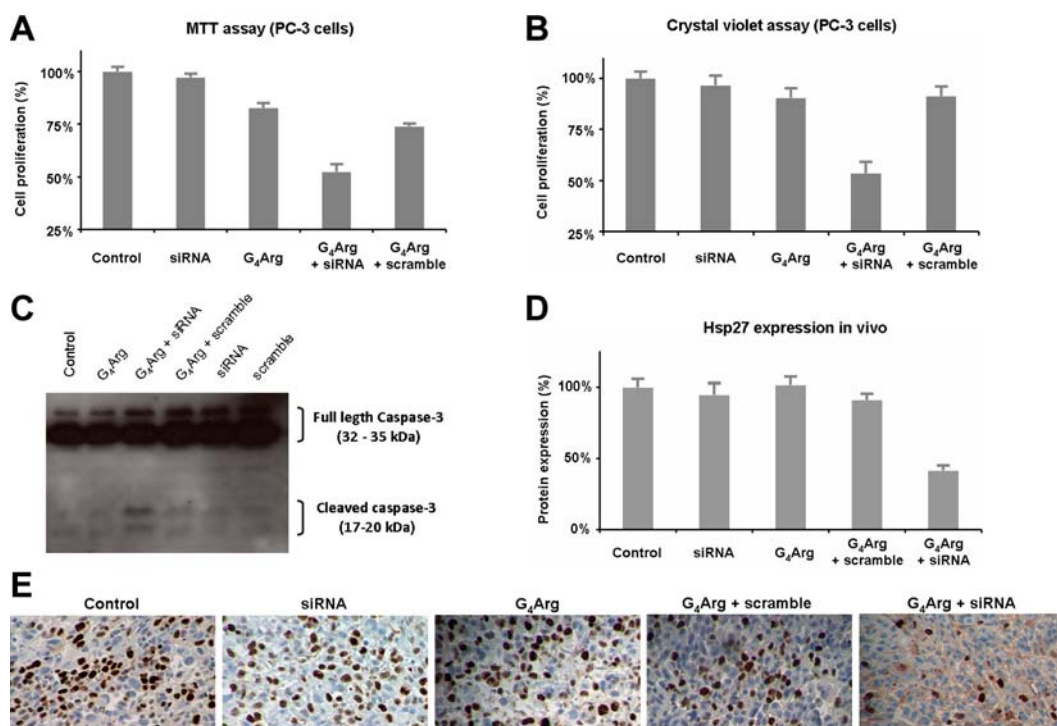 A
MTT assay (PC-3 cells)
Cell proliferation (%)
100%
75%
50%
25%
Control
siRNA
G4Arg
G4Arg
+ siRNA
G4Arg
+ scramble
B
Crystal violet assay (PC-3 cells)
Cell proliferation (%)
100%
75%
50%
25%
Control
siRNA
G4Arg
G4Arg
+ siRNA
G4Arg
+ scramble
C
Control
G4Arg
G4Arg + siRNA
G4Arg + scramble
siRNA
scramble
Full legth Caspase-3
(32 - 35 kDa)
Cleaved caspase-3
(17-20 kDa)
D
Hsp27 expression in vivo
Protein expression (%)
100%
50%
0%
Control
siRNA
G4Arg
G4Arg
+ scramble
G4Arg
+ siRNA
E
Control
siRNA
G4Arg
G4Arg + scramble
G4Arg + siRNA